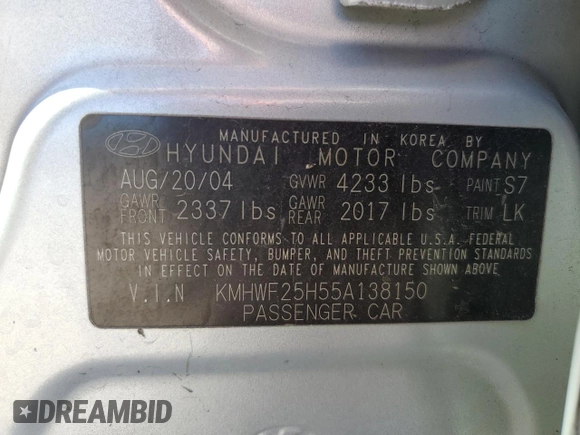 MANUFACTURED IN KOREA BY
HYUNDAI MOTOR COMPANY
AUG/20/04 GVWR 4233 lbs PAINT S7
GAWR FRONT 2337 lbs GAWR REAR 2017 lbs TRIM LK
THIS VEHICLE CONFORMS TO ALL APPLICABLE U.S.A. FEDERAL
MOTOR VEHICLE SAFETY, BUMPER, AND THEFT PREVENTION STANDARDS
IN EFFECT ON THE DATE OF MANUFACTURE SHOWN ABOVE
V.I.N KMHWF25H55A138150
PASSENGER CAR
DREAMBID